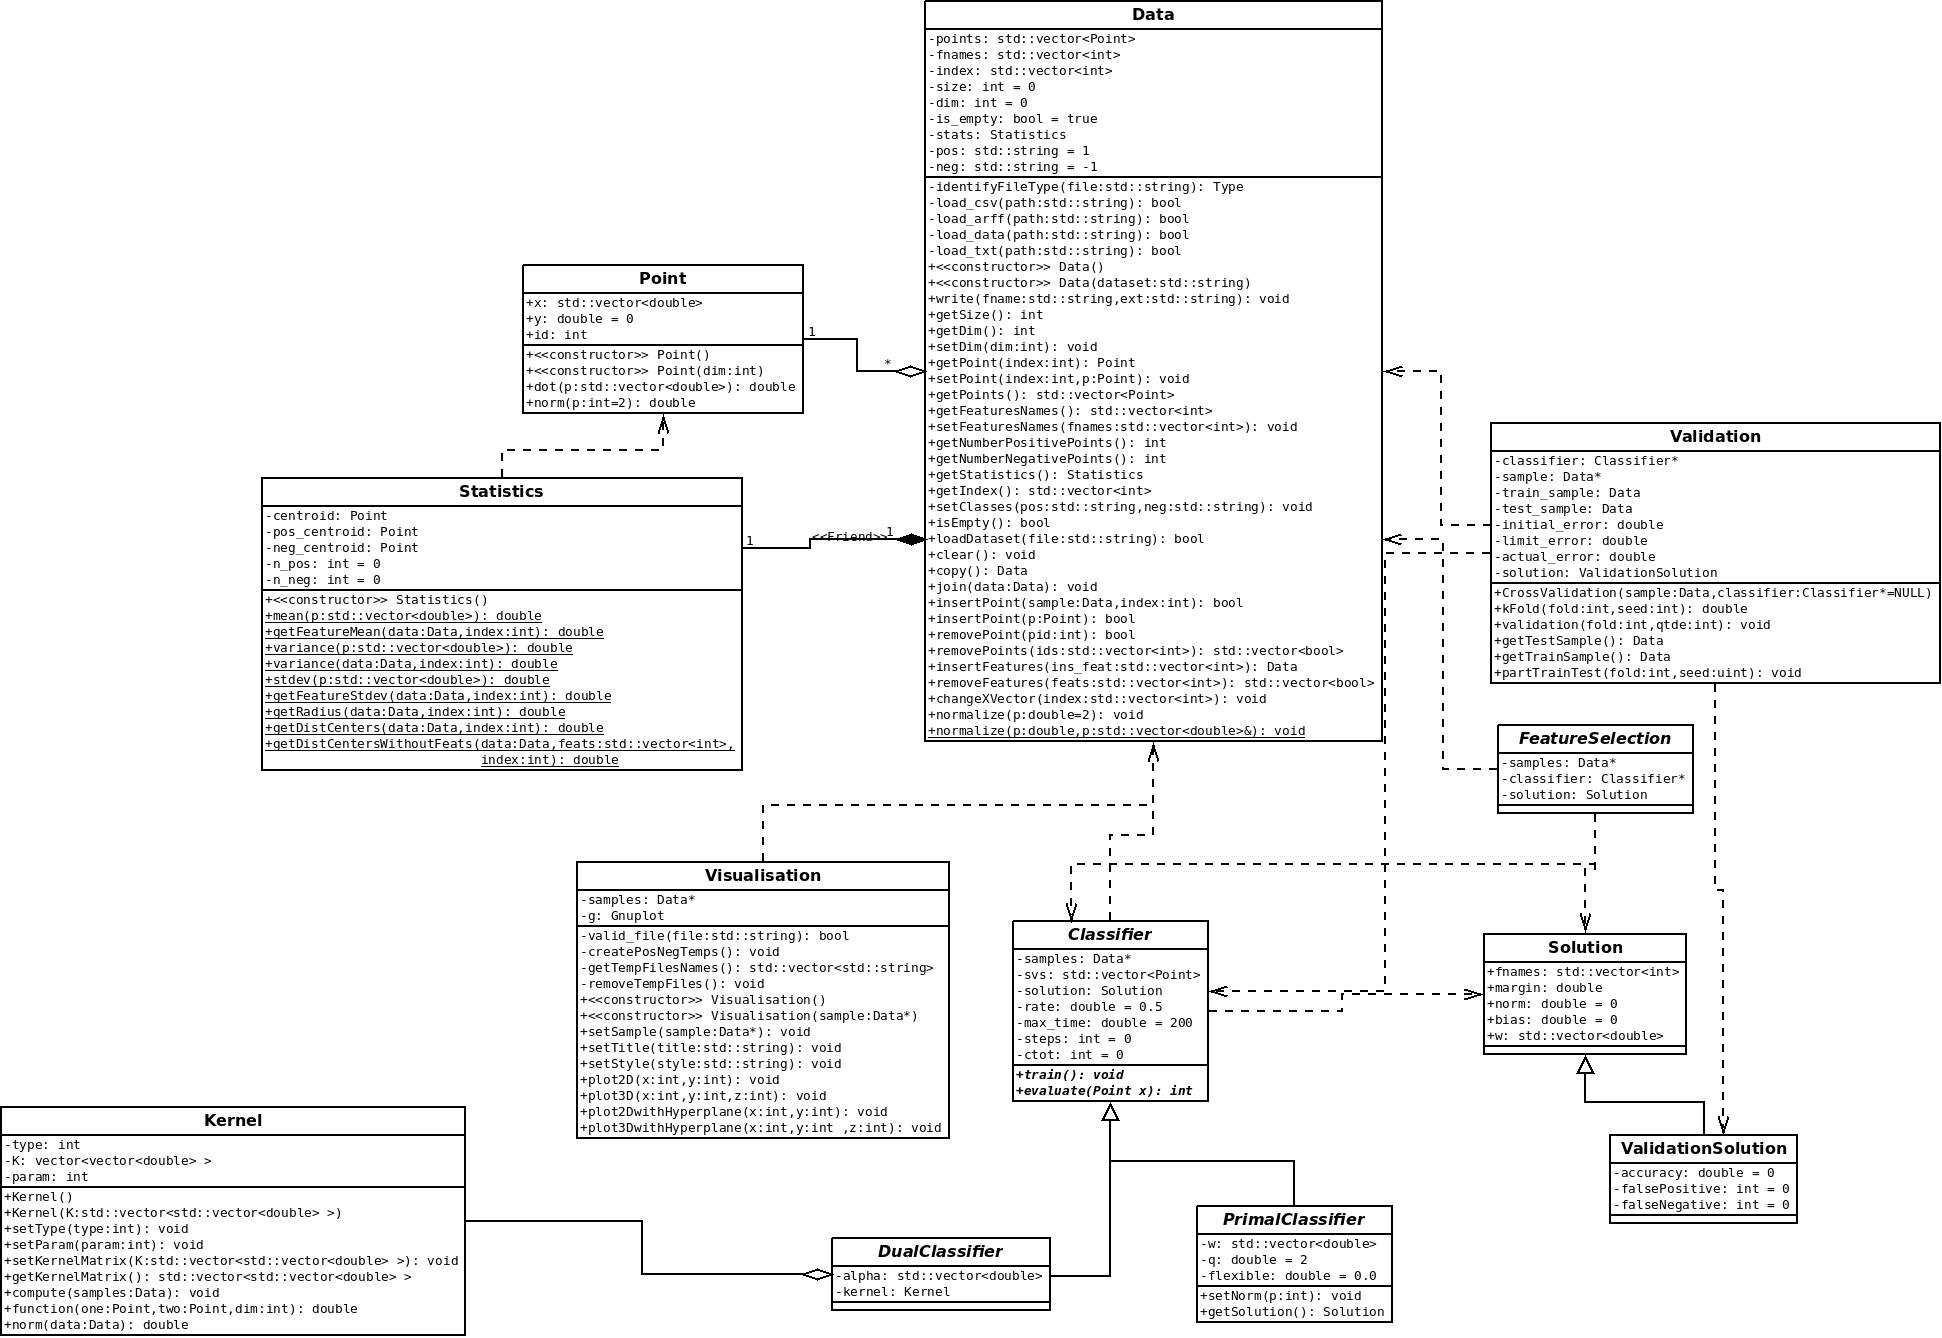 Data
-points: std::vector<Point>
-fnames: std::vector<int>
-index: std::vector<int>
-size: int = 0
-dim: int = 0
-is_empty: bool = true
-stats: Statistics
-pos: std::string = 1
-neg: std::string = -1
-identifyFileType(file:std::string): Type
-load_csv(path:std::string): bool
-load_arff(path:std::string): bool
-load_data(path:std::string): bool
-load_txt(path:std::string): bool
+<<constructor>> Data()
+<<constructor>> Data(dataset:std::string)
+write(fname:std::string,ext:std::string): void
+getSize(): int
+getDim(): int
+setDim(dim:int): void
+getPoint(index:int): Point
+setPoint(index:int,p:Point): void
+getPoints(): std::vector<Point>
+getFeaturesNames(): std::vector<int>
+setFeaturesNames(fnames:std::vector<int>): void
+getNumberPositivePoints(): int
+getNumberNegativePoints(): int
+getStatistics(): Statistics
+getIndex(): std::vector<int>
+setClasses(pos:std::string,neg:std::string): void
+isEmpty(): bool
+loadDataset(file:std::string): bool
+clear(): void
+copy(): Data
+join(data:Data): void
+insertPoint(sample:Data,index:int): bool
+insertPoint(p:Point): bool
+removePoint(pid:int): bool
+removePoints(ids:std::vector<int>): std::vector<bool>
+insertFeatures(ins_feat:std::vector<int>): Data
+removeFeatures(feats:std::vector<int>): std::vector<bool>
+changeXVector(index:std::vector<int>): void
+normalize(p:double=2): void
+normalize(p:double,p:std::vector<double>&): void
Point
+x: std::vector<double>
+y: double = 0
+id: int
+<<constructor>> Point()
+<<constructor>> Point(dim:int)
+dot(p:std::vector<double>): double
+norm(p:int=2): double
1
*
Statistics
-centroid: Point
-pos_centroid: Point
-neg_centroid: Point
-n_pos: int = 0
-n_neg: int = 0
+<<constructor>> Statistics()
+mean(p:std::vector<double>): double
+getFeatureMean(data:Data,index:int): double
+variance(p:std::vector<double>): double
+variance(data:Data,index:int): double
+stdev(p:std::vector<double>): double
+getFeatureStdev(data:Data,index:int): double
+getRadius(data:Data,index:int): double
+getDistCenters(data:Data,index:int): double
+getDistCentersWithoutFeats(data:Data,feats:std::vector<int>,
index:int): double
1
<<Friend>>
1
Validation
-classifier: Classifier*
-sample: Data*
-train_sample: Data
-test_sample: Data
-initial_error: double
-limit_error: double
-actual_error: double
-solution: ValidationSolution
+CrossValidation(sample:Data,classifier:Classifier*=NULL)
+kFold(fold:int,seed:int): double
+validation(fold:int,qtde:int): void
+getTestSample(): Data
+getTrainSample(): Data
+partTrainTest(fold:int,seed:uint): void
FeatureSelection
-samples: Data*
-classifier: Classifier*
-solution: Solution
Visualisation
-samples: Data*
-g: Gnuplot
-valid_file(file:std::string): bool
-createPosNegTemps(): void
-getTempFilesNames(): std::vector<std::string>
-removeTempFiles(): void
+<<constructor>> Visualisation()
+<<constructor>> Visualisation(sample:Data*)
+setSample(sample:Data*): void
+setTitle(title:std::string): void
+setStyle(style:std::string): void
+plot2D(x:int,y:int): void
+plot3D(x:int,y:int,z:int): void
+plot2DwithHyperplane(x:int,y:int): void
+plot3DwithHyperplane(x:int,y:int ,z:int): void
Classifier
-samples: Data*
-svs: std::vector<Point>
-solution: Solution
-rate: double = 0.5
-max_time: double = 200
-steps: int = 0
-ctot: int = 0
+train(): void
+evaluate(Point x): int
Solution
+fnames: std::vector<int>
+margin: double
+norm: double = 0
+bias: double = 0
+w: std::vector<double>
ValidationSolution
-accuracy: double = 0
-falsePositive: int = 0
-falseNegative: int = 0
Kernel
-type: int
-K: vector<vector<double> >
-param: int
+Kernel()
+Kernel(K:std::vector<std::vector<double> >)
+setType(type:int): void
+setParam(param:int): void
+setKernelMatrix(K:std::vector<std::vector<double> >): void
+getKernelMatrix(): std::vector<std::vector<double> >
+compute(samples:Data): void
+function(one:Point,two:Point,dim:int): double
+norm(data:Data): double
DualClassifier
-alpha: std::vector<double>
-kernel: Kernel
PrimalClassifier
-w: std::vector<double>
-q: double = 2
-flexible: double = 0.0
+setNorm(p:int): void
+getSolution(): Solution